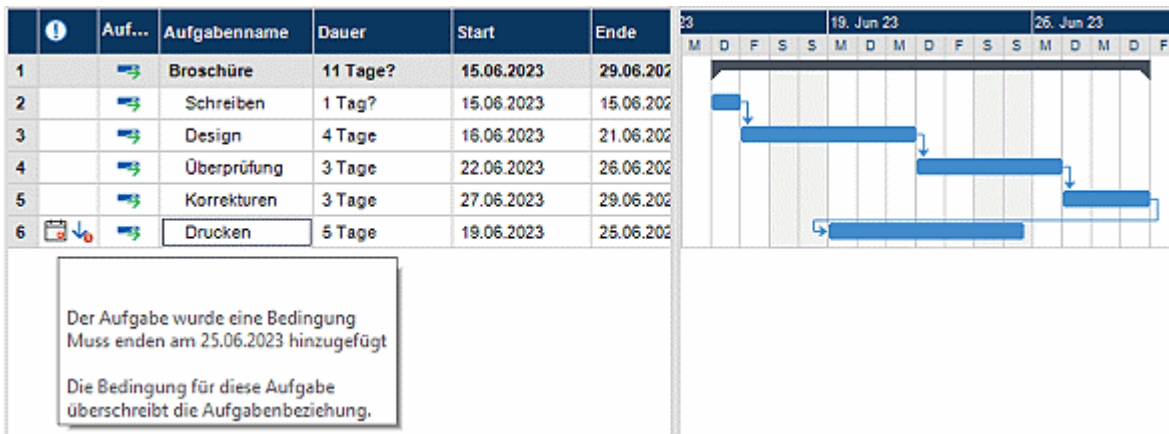 Auf... Aufgabenname Dauer Start Ende
23 19. Jun 23 26. Jun 23
M D F S S M D M D F S S M D M D F
1 Broschüre 11 Tage? 15.06.2023 29.06.202
2 Schreiben 1 Tag? 15.06.2023 15.06.202
3 Design 4 Tage 16.06.2023 21.06.202
4 Überprüfung 3 Tage 22.06.2023 26.06.202
5 Korrekturen 3 Tage 27.06.2023 29.06.202
6 Drucken 5 Tage 19.06.2023 25.06.202
Der Aufgabe wurde eine Bedingung
Muss enden am 25.06.2023 hinzugefügt
Die Bedingung für diese Aufgabe
überschreibt die Aufgabenbeziehung.